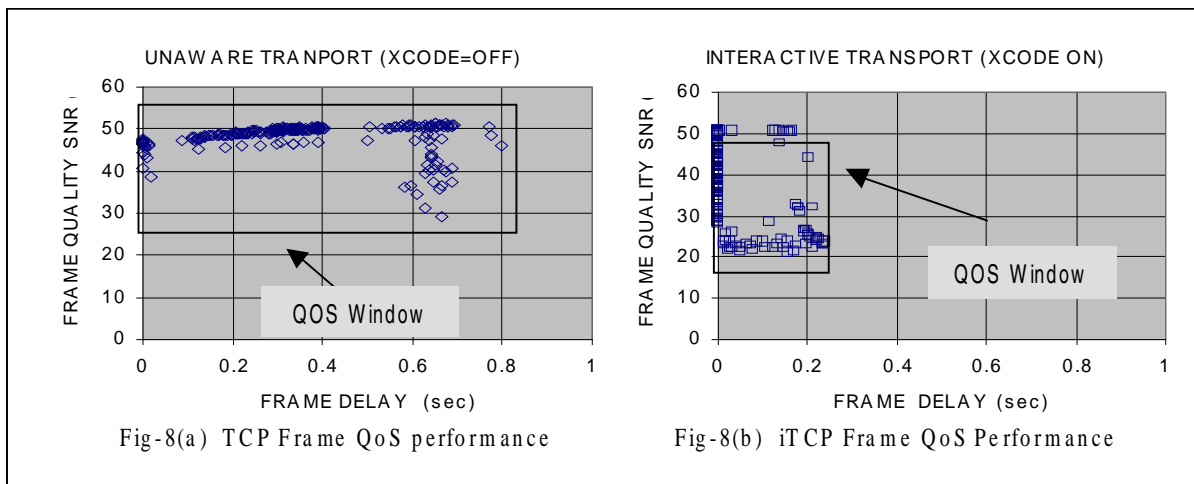 UNAWARE TRANPORT (XCODE=OFF)
FRAME QUALITY SNR (
60
50
40
30
20
10
0
QOS Window
0 0.2 0.4 0.6 0.8 1
FRAME DELAY (sec)
Fig-8(a) TCP Frame QoS performance
INTERACTIVE TRANSPORT (XCODE ON)
FRAME QUALITY SNR (
60
50
40
30
20
10
0
QOS Window
0 0.2 0.4 0.6 0.8 1
FRAME DELAY (sec)
Fig-8(b) iTCP Frame QoS Performance